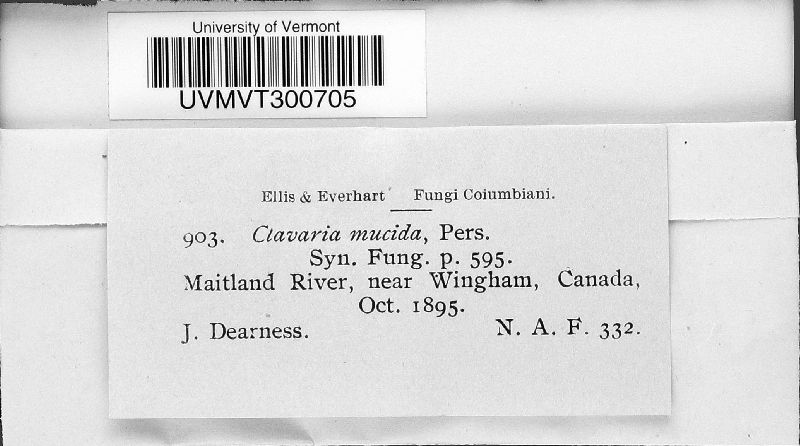 University of Vermont
UVMVT300705
Ellis & Everhart Fungi Columbiani.
903. Clavaria mucida, Pers.
Syn. Fung. p. 595.
Maitland River, near Wingham, Canada,
Oct. 1895.
J. Dearness. N. A. F. 332.